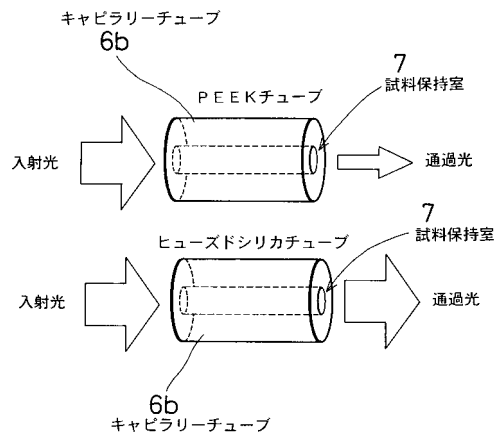 キャピラリーチューブ
6b
7
試料保持室
PEEKチューブ
入射光
通過光
7
試料保持室
ヒューズドシリカチューブ
入射光
通過光
6b
キャピラリーチューブ